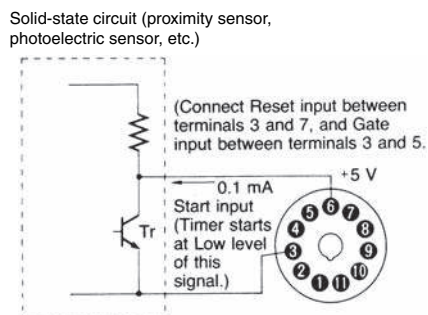 Solid-state circuit (proximity sensor,
photoelectric sensor, etc.)
(Connect Reset input between
terminals 3 and 7, and Gate
input between terminals 3 and 5.
+5 V
0.1 mA
Start input
(Timer starts
at Low level
of this
signal.)
Tr
5 6 7
4 8
3 9
2 10
1 11